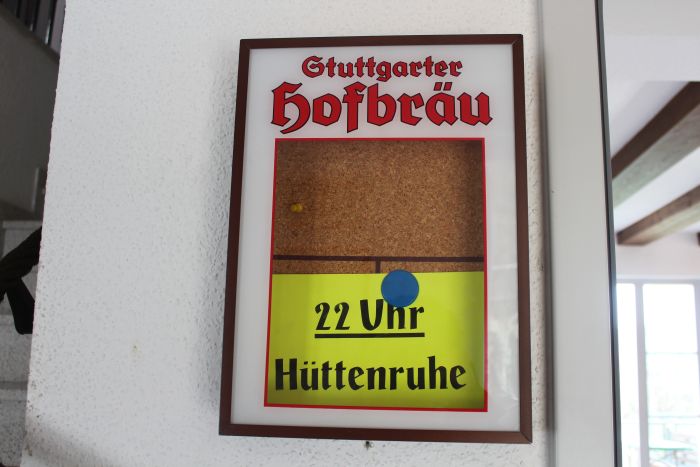 Stuttgarter
Hofbräu
22 Uhr
Hüttenruhe